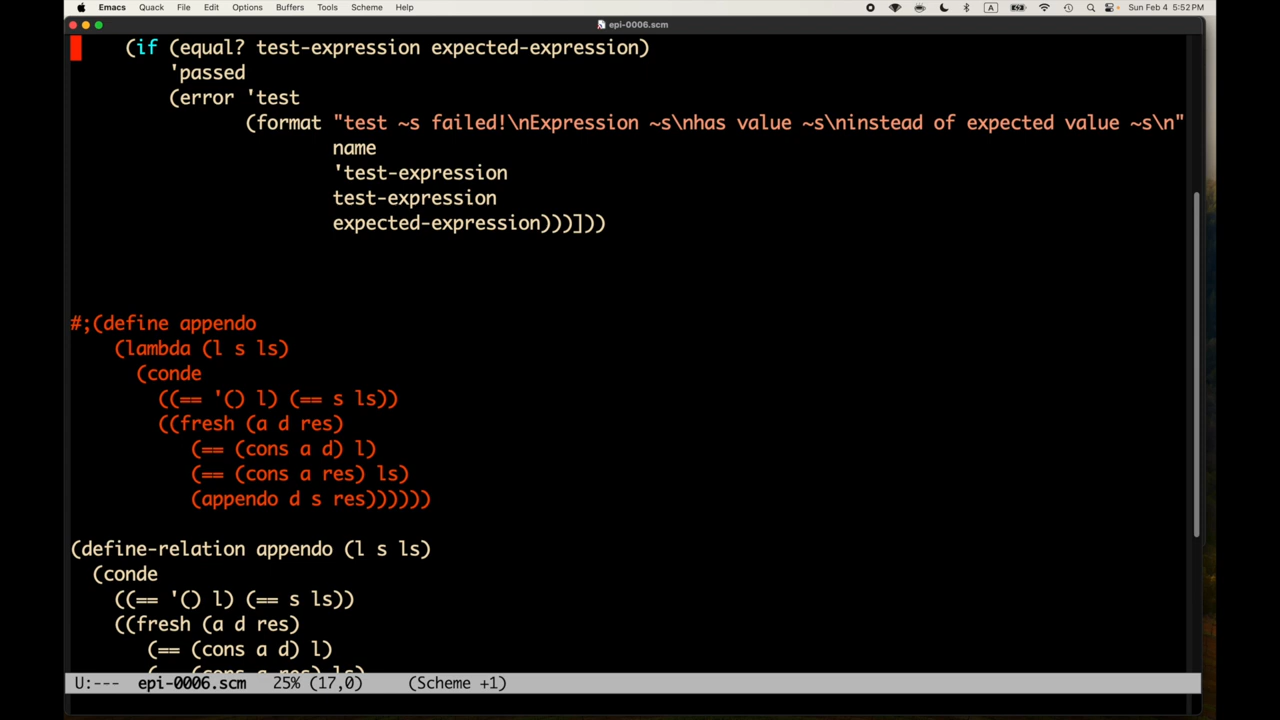 Emacs Quack File Edit Options Buffers Tools Scheme Help A Sun Feb 4 5:52 PM
epi-0006.scm
(if (equal? test-expression expected-expression)
'passed
(error 'test
(format "test ~s failed!\nExpression ~s\nhas value ~s\ninstead of expected value ~s\n"
name
'test-expression
test-expression
expected-expression)))]))
#;(define appendo
(lambda (l s ls)
(conde
((== '() l) (== s ls))
((fresh (a d res)
(== (cons a d) l)
(== (cons a res) ls)
(appendo d s res))))))
(define-relation appendo (l s ls)
(conde
((== '() l) (== s ls))
((fresh (a d res)
(== (cons a d) l)
(== (cons a res) ls)
U:--- epi-0006.scm 25% (17,0) (Scheme +1)